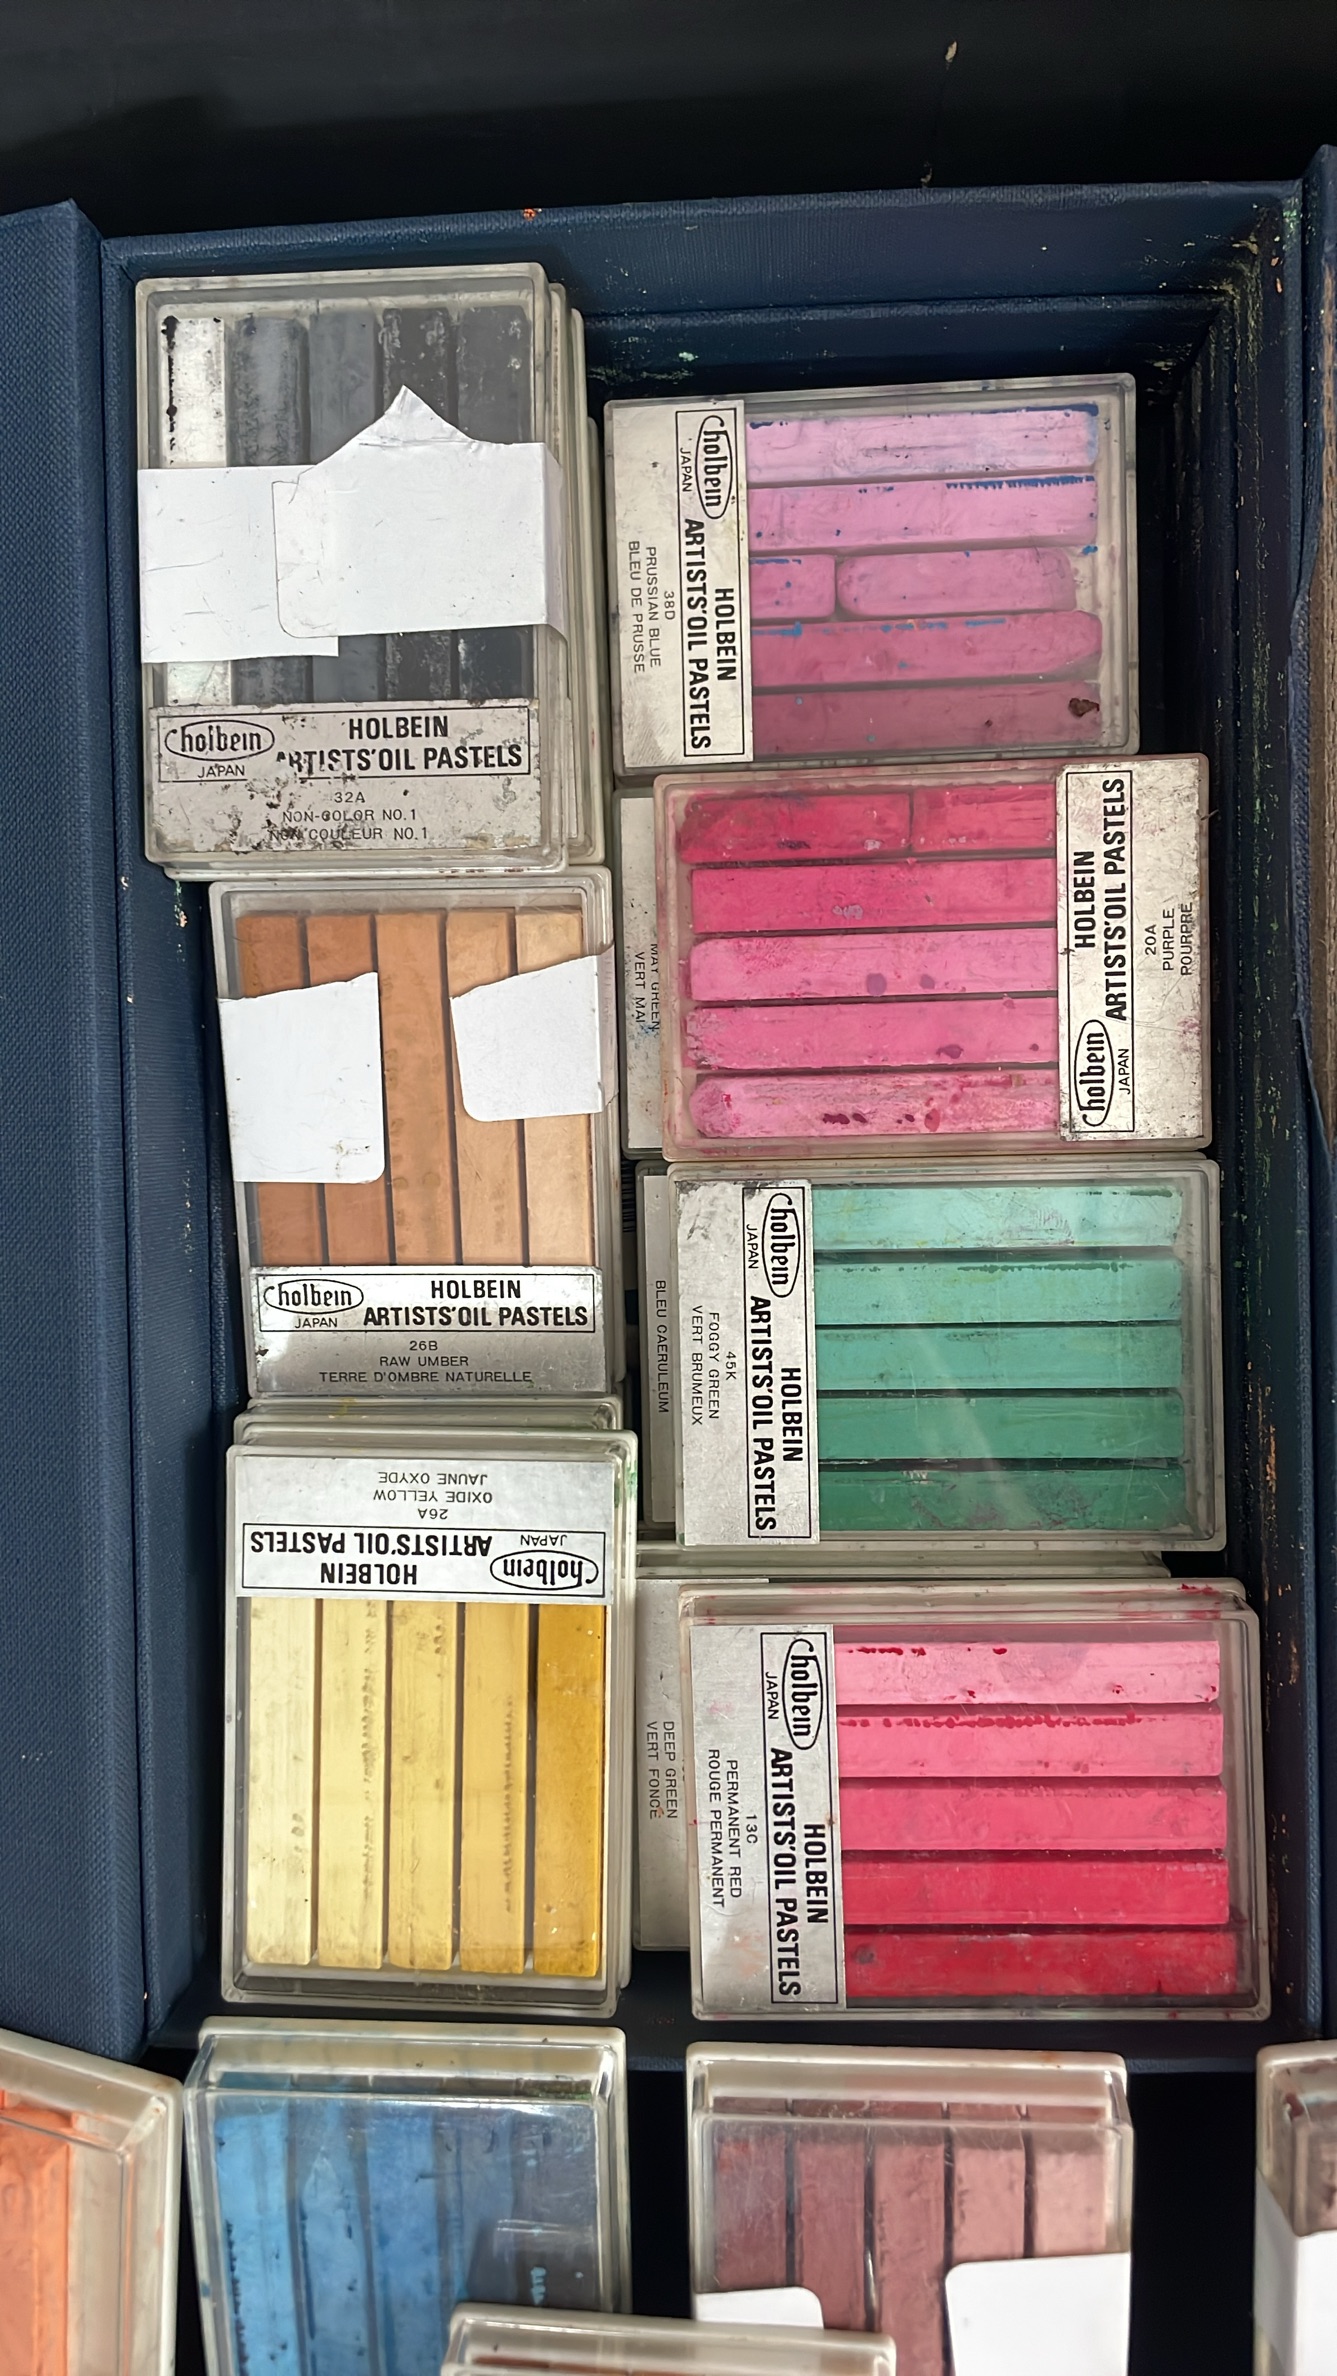 holbein
JAPAN
HOLBEIN
ARTISTS'OIL PASTELS
32A
NON-COLOR NO.1
NON COULEUR NO.1
holbein
JAPAN
HOLBEIN
ARTISTS'OIL PASTELS
38D
PRUSSIAN BLUE
BLEU DE PRUSSE
HOLBEIN
ARTISTS'OIL PASTELS
holbein
JAPAN
20A
PURPLE
POURPRE
MAY GREEN
VERT MAI
holbein
JAPAN
HOLBEIN
ARTISTS'OIL PASTELS
26B
RAW UMBER
TERRE D'OMBRE NATURELLE
holbein
JAPAN
HOLBEIN
ARTISTS'OIL PASTELS
45K
FOGGY GREEN
VERT BRUMEUX
BLEU CAERULEUM
holbein
JAPAN
HOLBEIN
ARTISTS'OIL PASTELS
26A
OXIDE YELLOW
JAUNE OXYDE
holbein
JAPAN
HOLBEIN
ARTISTS'OIL PASTELS
13C
PERMANENT RED
ROUGE PERMANENT
DEEP GREEN
VERT FONCE